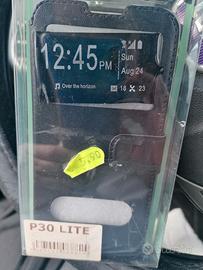 12:45 PM
Sun
Aug 24
Over the horizon
18 23
P30 LITE